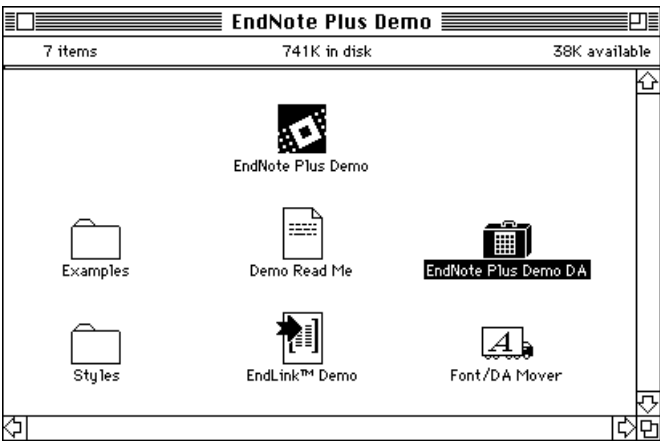 EndNote Plus Demo
7 items 741K in disk 38K available
EndNote Plus Demo
Examples Demo Read Me EndNote Plus Demo DA
Styles EndLink™ Demo Font/DA Mover